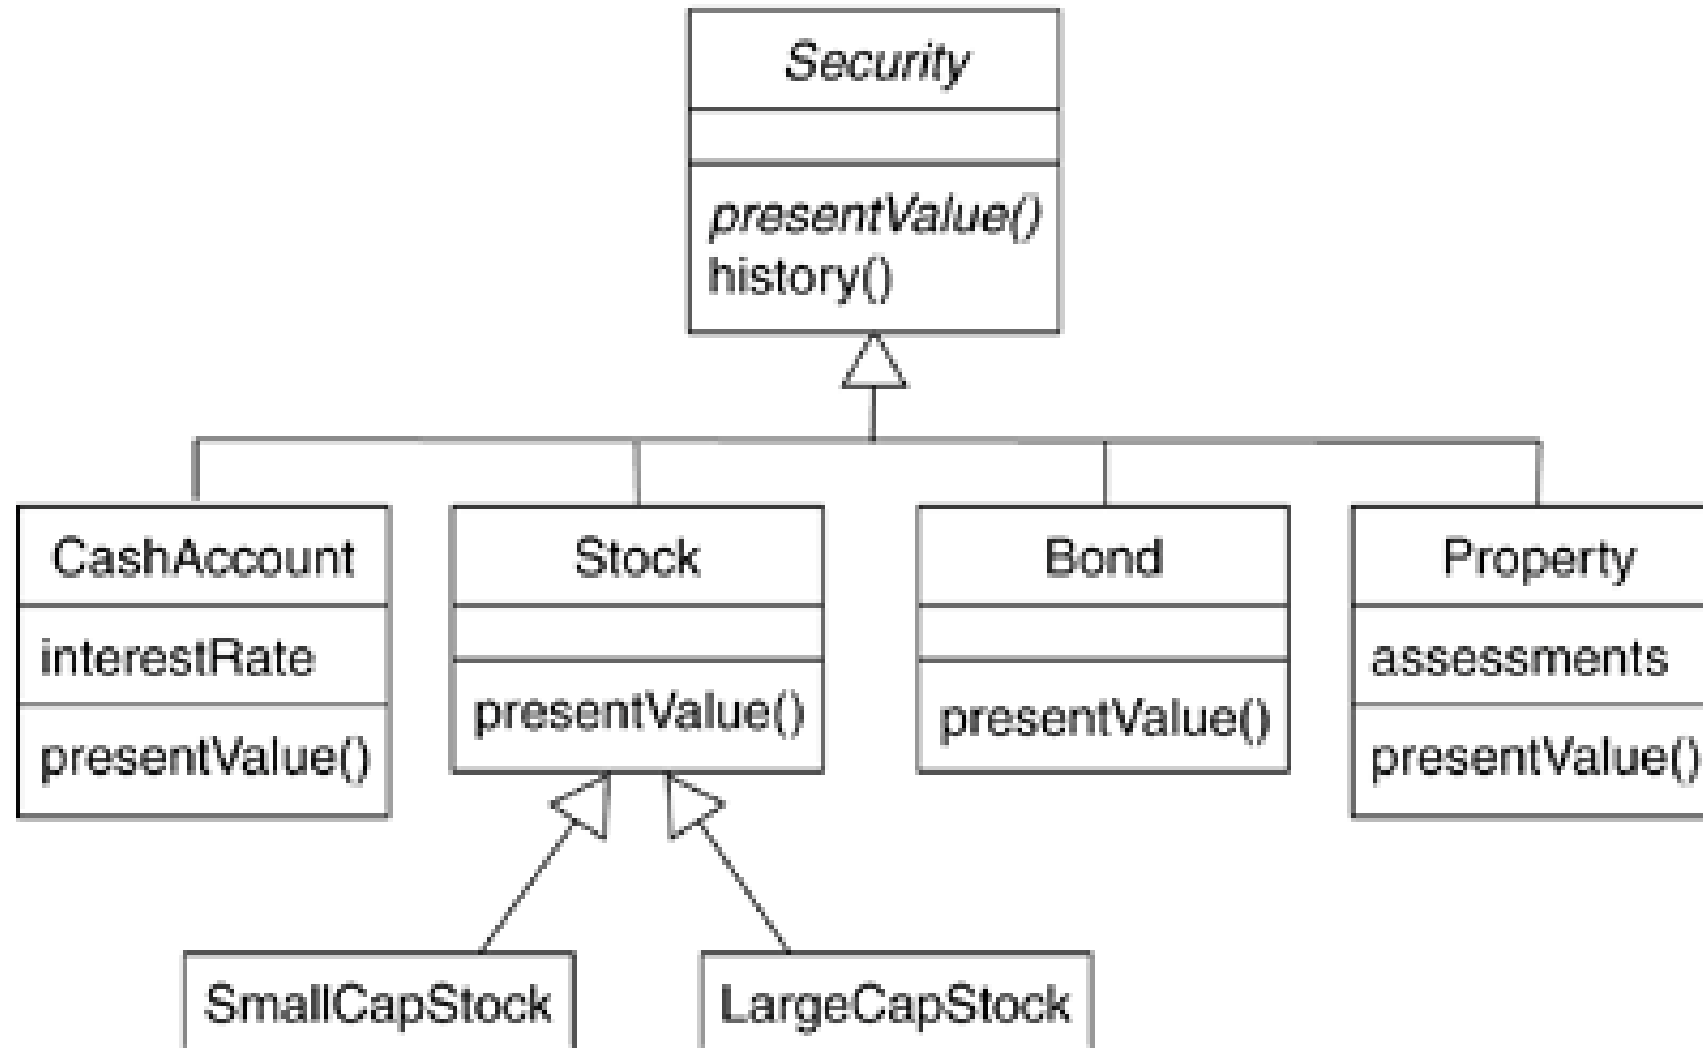 Security
presentValue()
history()
CashAccount
interestRate
presentValue()
Stock
presentValue()
Bond
presentValue()
Property
assessments
presentValue()
SmallCapStock
LargeCapStock